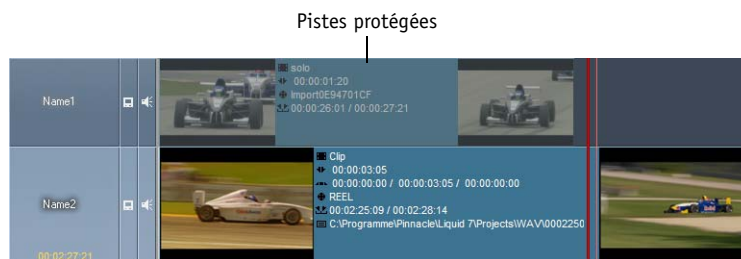 Pistes protégées
Name1
solo
00:00:01:20
Import0E94701CF
00:00:26:01 / 00:00:27:21
Name2
Clip
00:00:03:05
00:00:00:00 / 00:00:03:05 / 00:00:00:00
REEL
00:02:25:09 / 00:02:28:14
C:\Programme\Pinnacle\Liquid 7\Projects\WAV\0002250
00:02:27:21